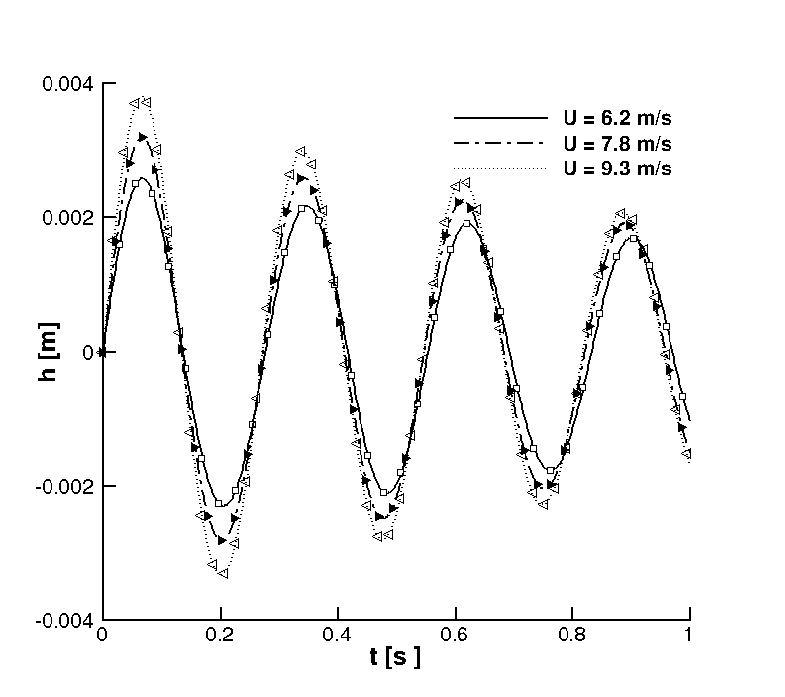 0.004
0.002
0
-0.002
-0.004
h [m]
U = 6.2 m/s
U = 7.8 m/s
U = 9.3 m/s
0 0.2 0.4 0.6 0.8 1
t [s ]